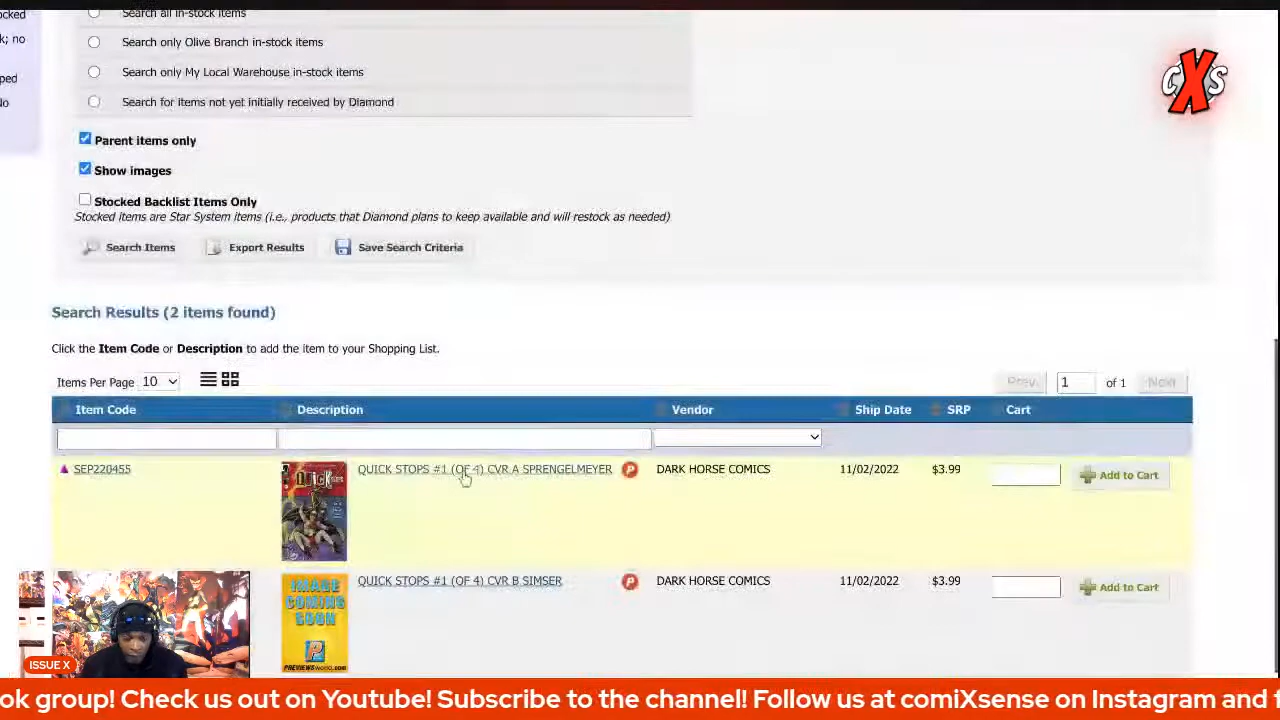 ocked
k; no
ped
No
Search all in-stock items
Search only Olive Branch in-stock items
Search only My Local Warehouse in-stock items
Search for items not yet initially received by Diamond
CXS
Parent items only
Show images
Stocked Backlist Items Only
Stocked items are Star System items (i.e., products that Diamond plans to keep available and will restock as needed)
Search Items Export Results Save Search Criteria
Search Results (2 items found)
Click the Item Code or Description to add the item to your Shopping List.
Items Per Page 10 Prev 1 of 1 Next
Item Code Description Vendor Ship Date SRP Cart
SEP220455 QUICK STOPS #1 (OF 4) CVR A SPRENGELMEYER P DARK HORSE COMICS 11/02/2022 $3.99 Add to Cart
QUICK
QUICK STOPS #1 (OF 4) CVR B SIMSER P DARK HORSE COMICS 11/02/2022 $3.99 Add to Cart
IMAGE
COMING
SOON
P
PREVIEWSWORLD.COM
ISSUE X
ok group! Check us out on Youtube! Subscribe to the channel! Follow us at comiXsense on Instagram and